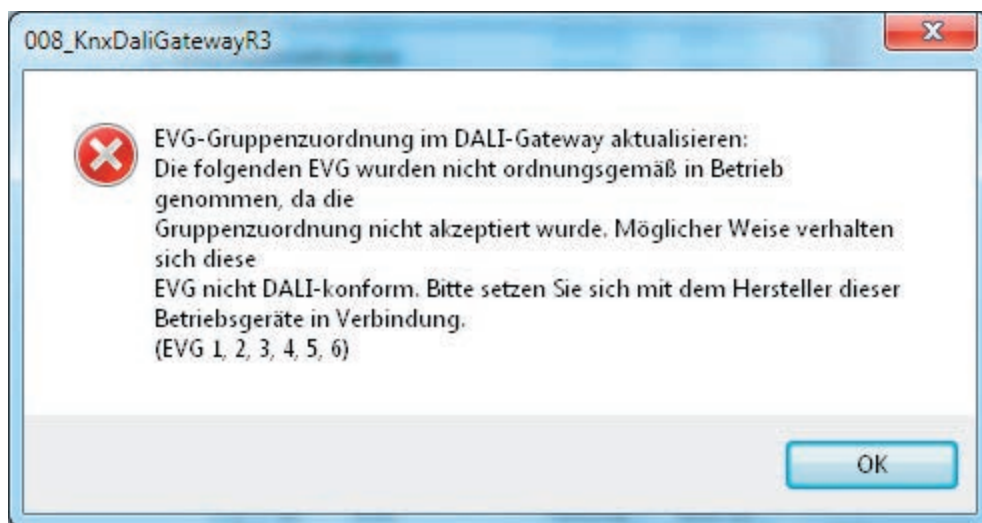 008_KnxDaliGatewayR3
EVG-Gruppenzuordnung im DALI-Gateway aktualisieren:
Die folgenden EVG wurden nicht ordnungsgemäß in Betrieb
genommen, da die
Gruppenzuordnung nicht akzeptiert wurde. Möglicher Weise verhalten
sich diese
EVG nicht DALI-konform. Bitte setzen Sie sich mit dem Hersteller dieser
Betriebsgeräte in Verbindung.
(EVG 1, 2, 3, 4, 5, 6)
OK